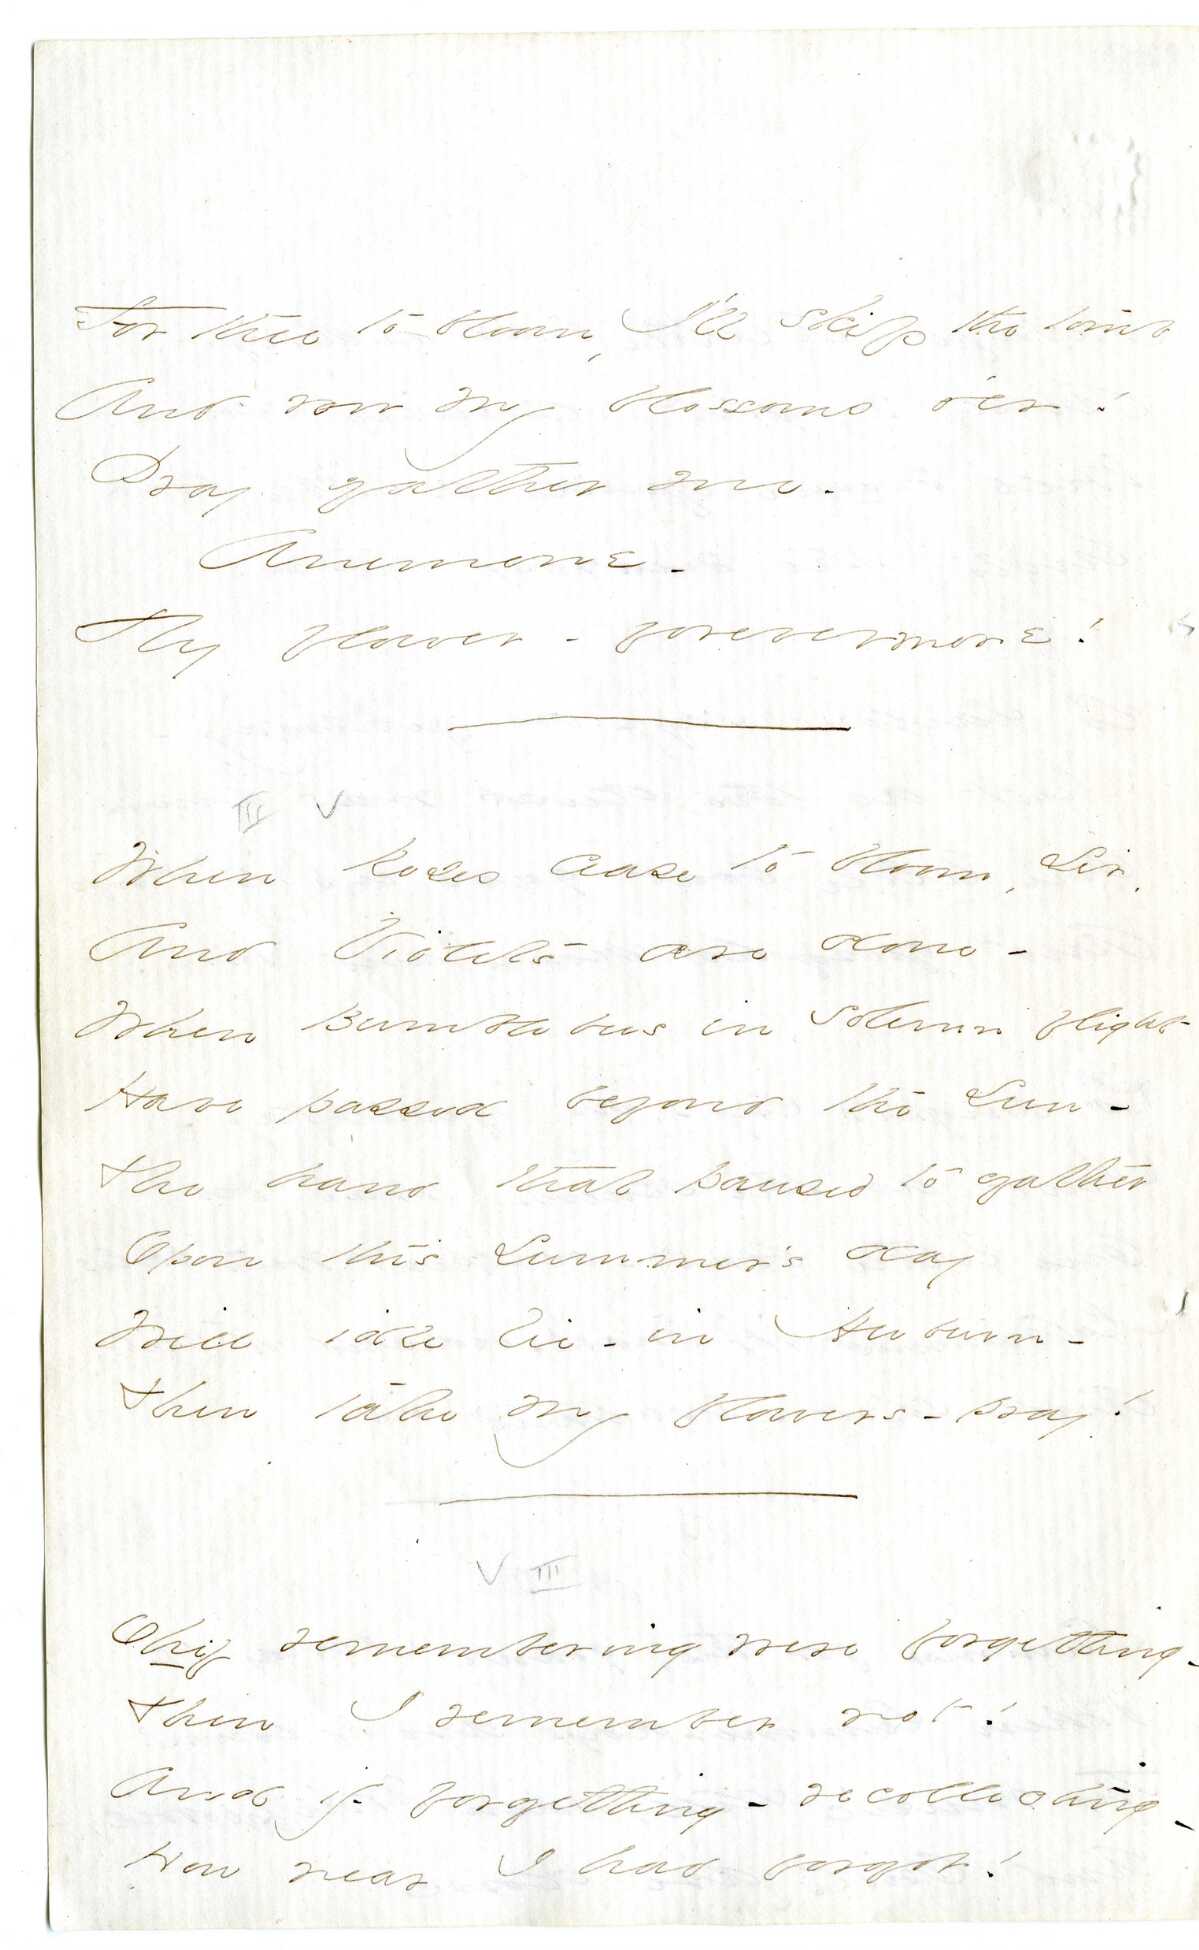 For thee to bloom, I'll skip the tomb
And row my blossoms o'er!
Pray gather me -
Anemone -
Thy flower - forevermore!
III V
When Roses cease to bloom, Sir,
And Violets are done -
When Bumblebees in solemn flight
Have passed beyond the Sun -
The hand that paused to gather
Upon this Summer's day
Will idle lie - in Auburn -
Then take my flowers - pray!
V III
Oh if remembering were forgetting -
Then I remember not!
And if forgetting - recollecting -
How near I had forgot!